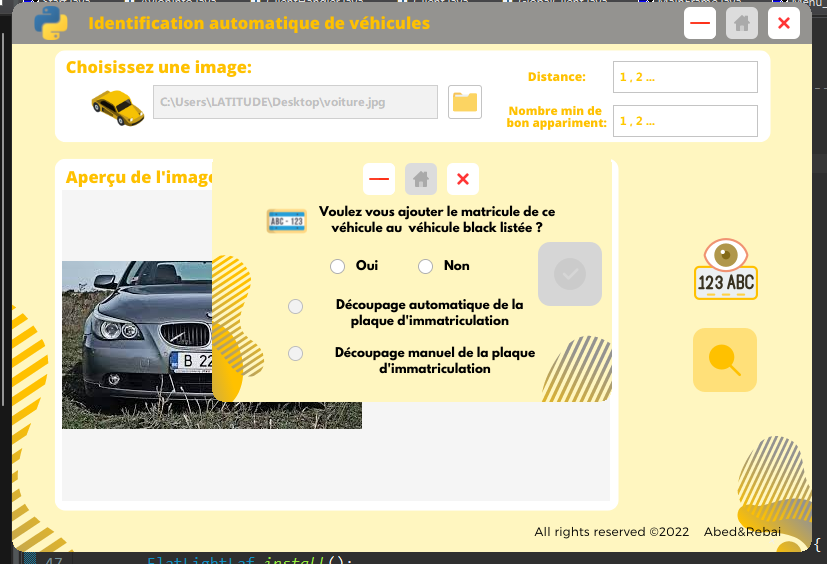 Identification automatique de véhicules
Choisissez une image:
C:\Users\LATITUDE\Desktop\voiture.jpg
Distance:
1 , 2 ...
Nombre min de
bon appariment:
1 , 2 ...
Aperçu de l'image
ABC - 123
Voulez vous ajouter le matricule de ce
véhicule au véhicule black listée ?
Oui
Non
Découpage automatique de la
plaque d'immatriculation
Découpage manuel de la plaque
d'immatriculation
B 22
123 ABC
All rights reserved ©2022 Abed&Rebai
{
47
FlatLightLaf.install();